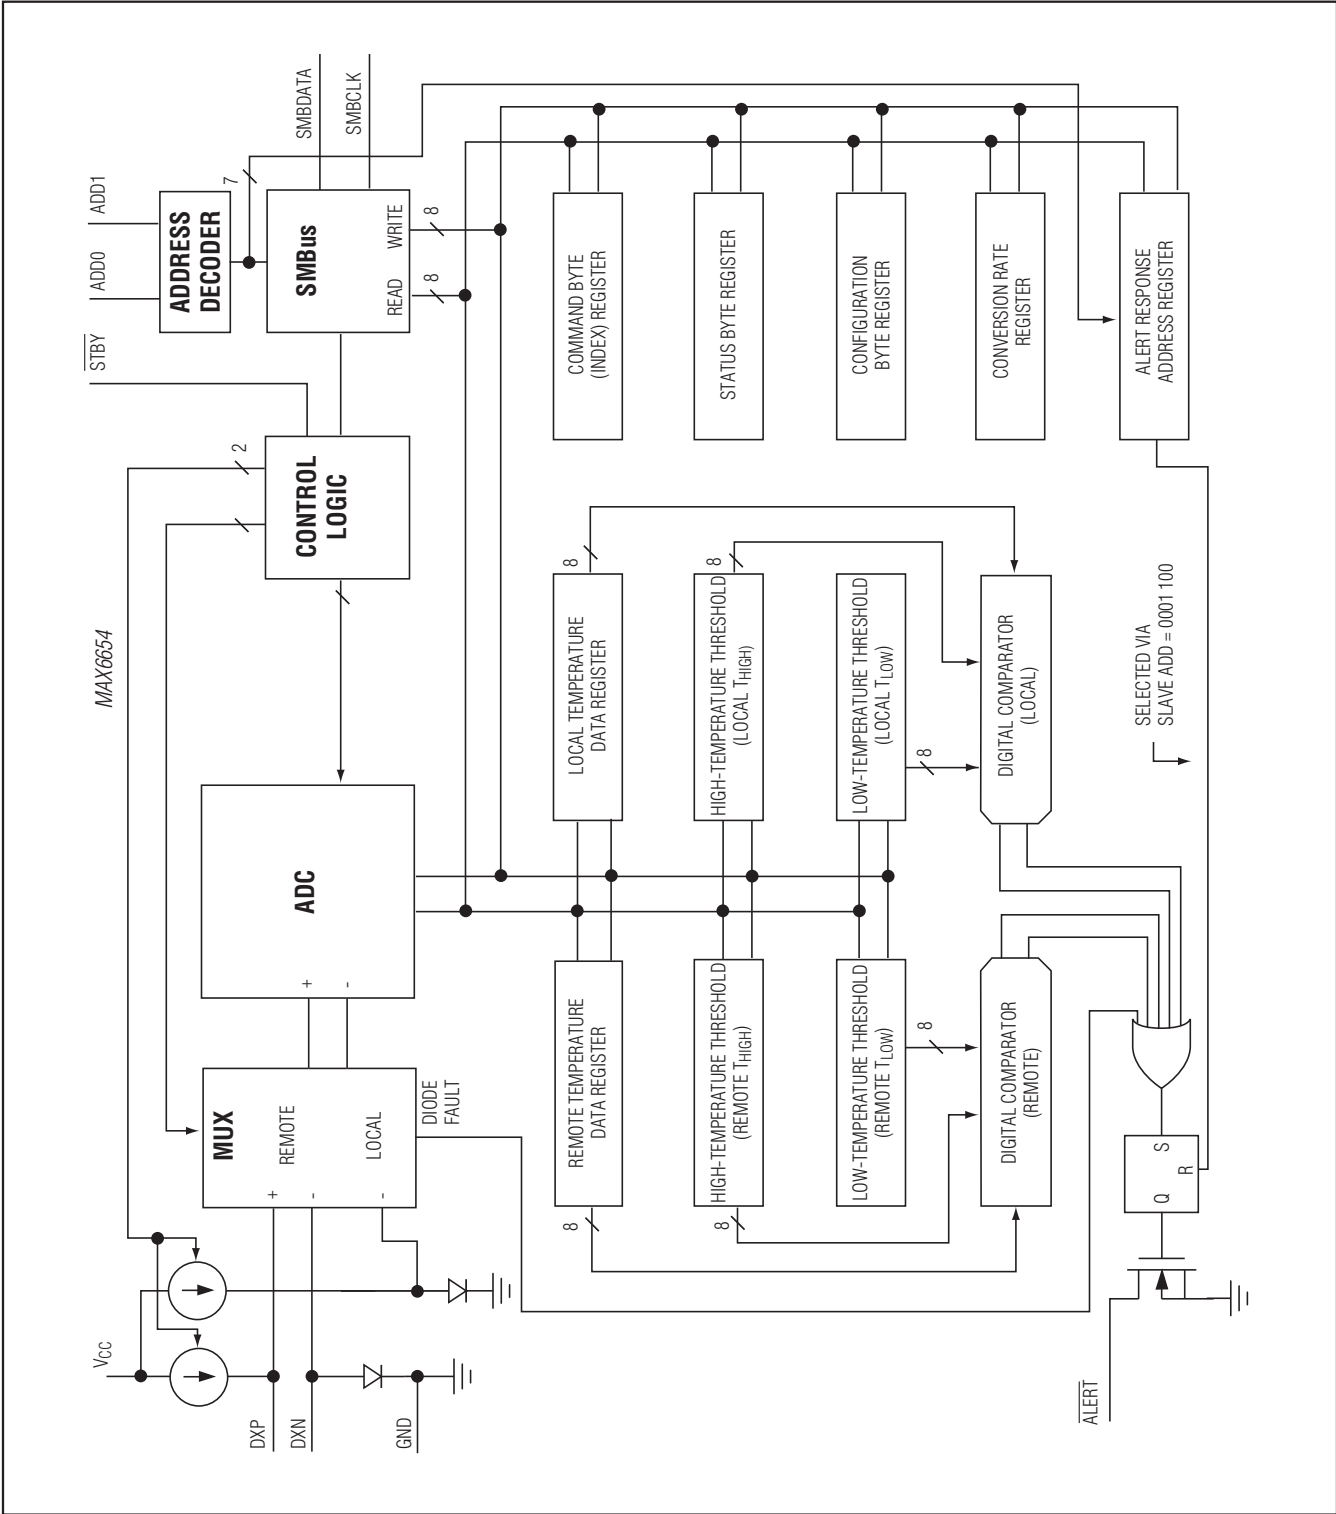 MAX6654
VCC
DXP
DXN
GND
+
-
-
MUX
REMOTE
LOCAL
DIODE
FAULT
+
-
ADC
CONTROL
LOGIC
2
STBY
ADD0
ADD1
ADDRESS
DECODER
7
SMBus
READ
WRITE
8
8
SMBDATA
SMBCLK
REMOTE TEMPERATURE
DATA REGISTER
8
HIGH-TEMPERATURE THRESHOLD
(REMOTE THIGH)
8
LOW-TEMPERATURE THRESHOLD
(REMOTE TLOW)
8
DIGITAL COMPARATOR
(REMOTE)
LOCAL TEMPERATURE
DATA REGISTER
8
HIGH-TEMPERATURE THRESHOLD
(LOCAL THIGH)
8
LOW-TEMPERATURE THRESHOLD
(LOCAL TLOW)
8
DIGITAL COMPARATOR
(LOCAL)
COMMAND BYTE
(INDEX) REGISTER
STATUS BYTE REGISTER
CONFIGURATION
BYTE REGISTER
CONVERSION RATE
REGISTER
ALERT RESPONSE
ADDRESS REGISTER
SELECTED VIA
SLAVE ADD = 0001 100
ALERT
Q
S
R